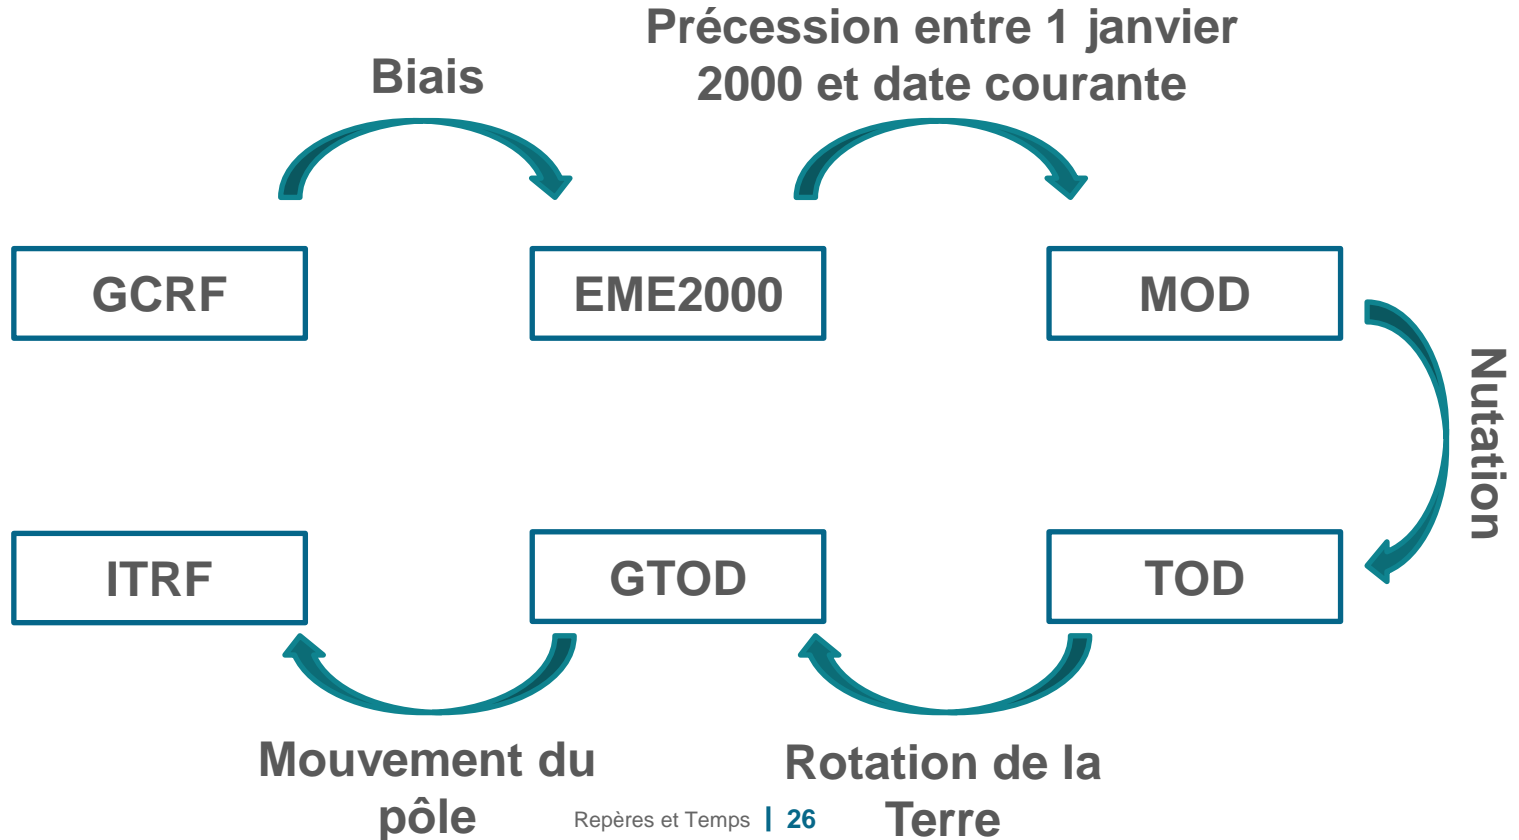 Précession entre 1 janvier
2000 et date courante
Biais
GCRF
EME2000
MOD
Nutation
ITRF
GTOD
TOD
Mouvement du
pôle
Rotation de la
Terre
Repères et Temps | 26